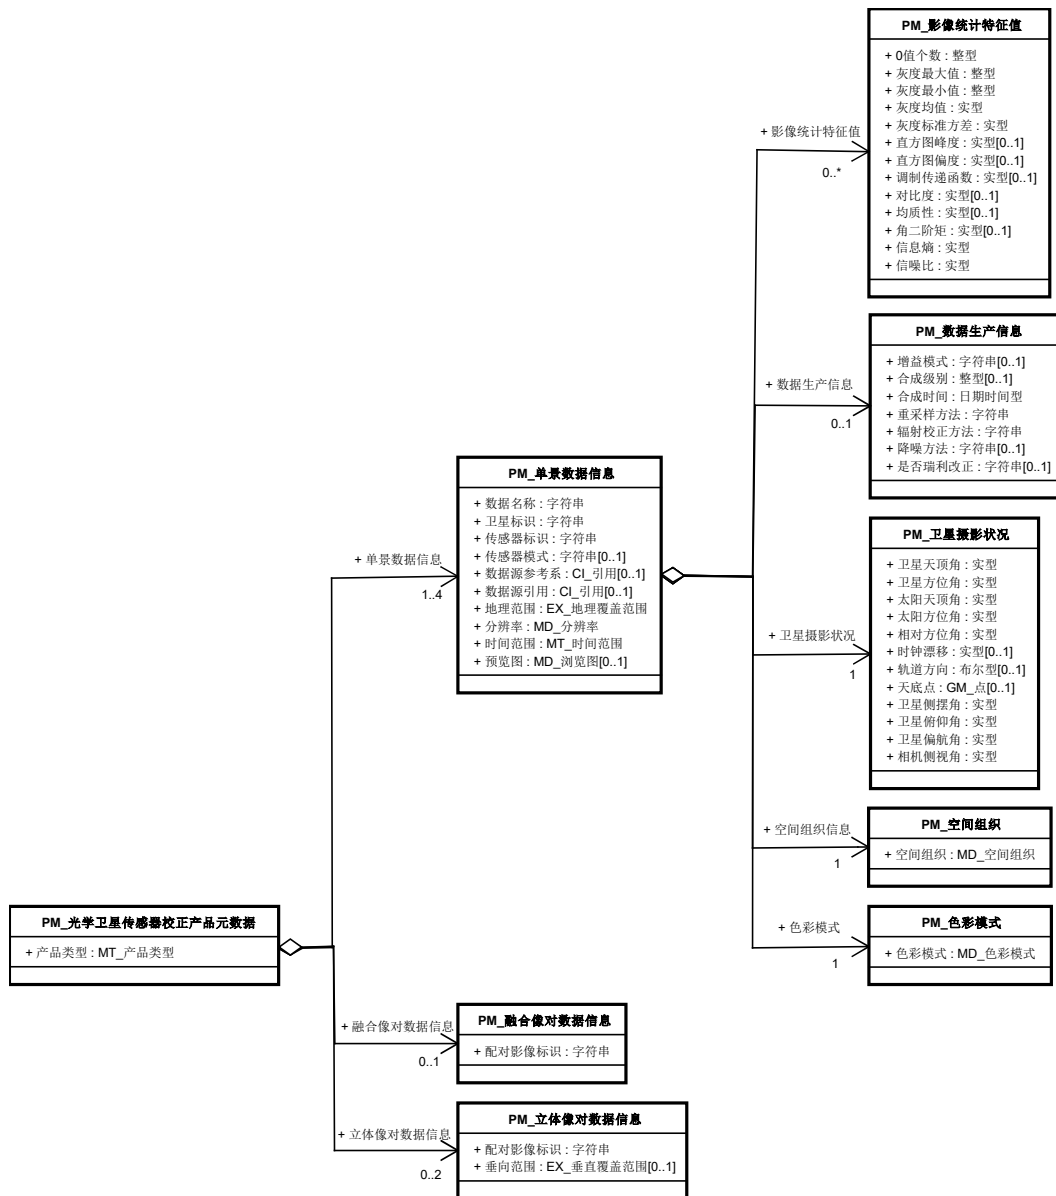 PM_影像统计特征值
+ 0值个数 : 整型
+ 灰度最大值 : 整型
+ 灰度最小值 : 整型
+ 灰度均值 : 实型
+ 灰度标准方差 : 实型
+ 直方图峰度 : 实型[0..1]
+ 直方图偏度 : 实型[0..1]
+ 调制传递函数 : 实型[0..1]
+ 对比度 : 实型[0..1]
+ 均质性 : 实型[0..1]
+ 角二阶矩 : 实型[0..1]
+ 信息熵 : 实型
+ 信噪比 : 实型
+ 影像统计特征值
0..*
PM_数据生产信息
+ 增益模式 : 字符串[0..1]
+ 合成级别 : 整型[0..1]
+ 合成时间 : 日期时间型
+ 重采样方法 : 字符串
+ 辐射校正方法 : 字符串
+ 降噪方法 : 字符串[0..1]
+ 是否瑞利改正 : 字符串[0..1]
+ 数据生产信息
0..1
PM_单景数据信息
+ 数据名称 : 字符串
+ 卫星标识 : 字符串
+ 传感器标识 : 字符串
+ 传感器模式 : 字符串[0..1]
+ 数据源参考系 : CI_引用[0..1]
+ 数据源引用 : CI_引用[0..1]
+ 地理范围 : EX_地理覆盖范围
+ 分辨率 : MD_分辨率
+ 时间范围 : MT_时间范围
+ 预览图 : MD_浏览图[0..1]
+ 单景数据信息
1..4
PM_卫星摄影状况
+ 卫星天顶角 : 实型
+ 卫星方位角 : 实型
+ 太阳天顶角 : 实型
+ 太阳方位角 : 实型
+ 相对方位角 : 实型
+ 时钟漂移 : 实型[0..1]
+ 轨道方向 : 布尔型[0..1]
+ 天底点 : GM_点[0..1]
+ 卫星侧摆角 : 实型
+ 卫星俯仰角 : 实型
+ 卫星偏航角 : 实型
+ 相机侧视角 : 实型
+ 卫星摄影状况
1
PM_空间组织
+ 空间组织 : MD_空间组织
+ 空间组织信息
1
PM_色彩模式
+ 色彩模式 : MD_色彩模式
+ 色彩模式
1
PM_光学卫星传感器校正产品元数据
+ 产品类型 : MT_产品类型
PM_融合像对数据信息
+ 配对影像标识 : 字符串
+ 融合像对数据信息
0..1
PM_立体像对数据信息
+ 配对影像标识 : 字符串
+ 垂向范围 : EX_垂直覆盖范围[0..1]
+ 立体像对数据信息
0..2